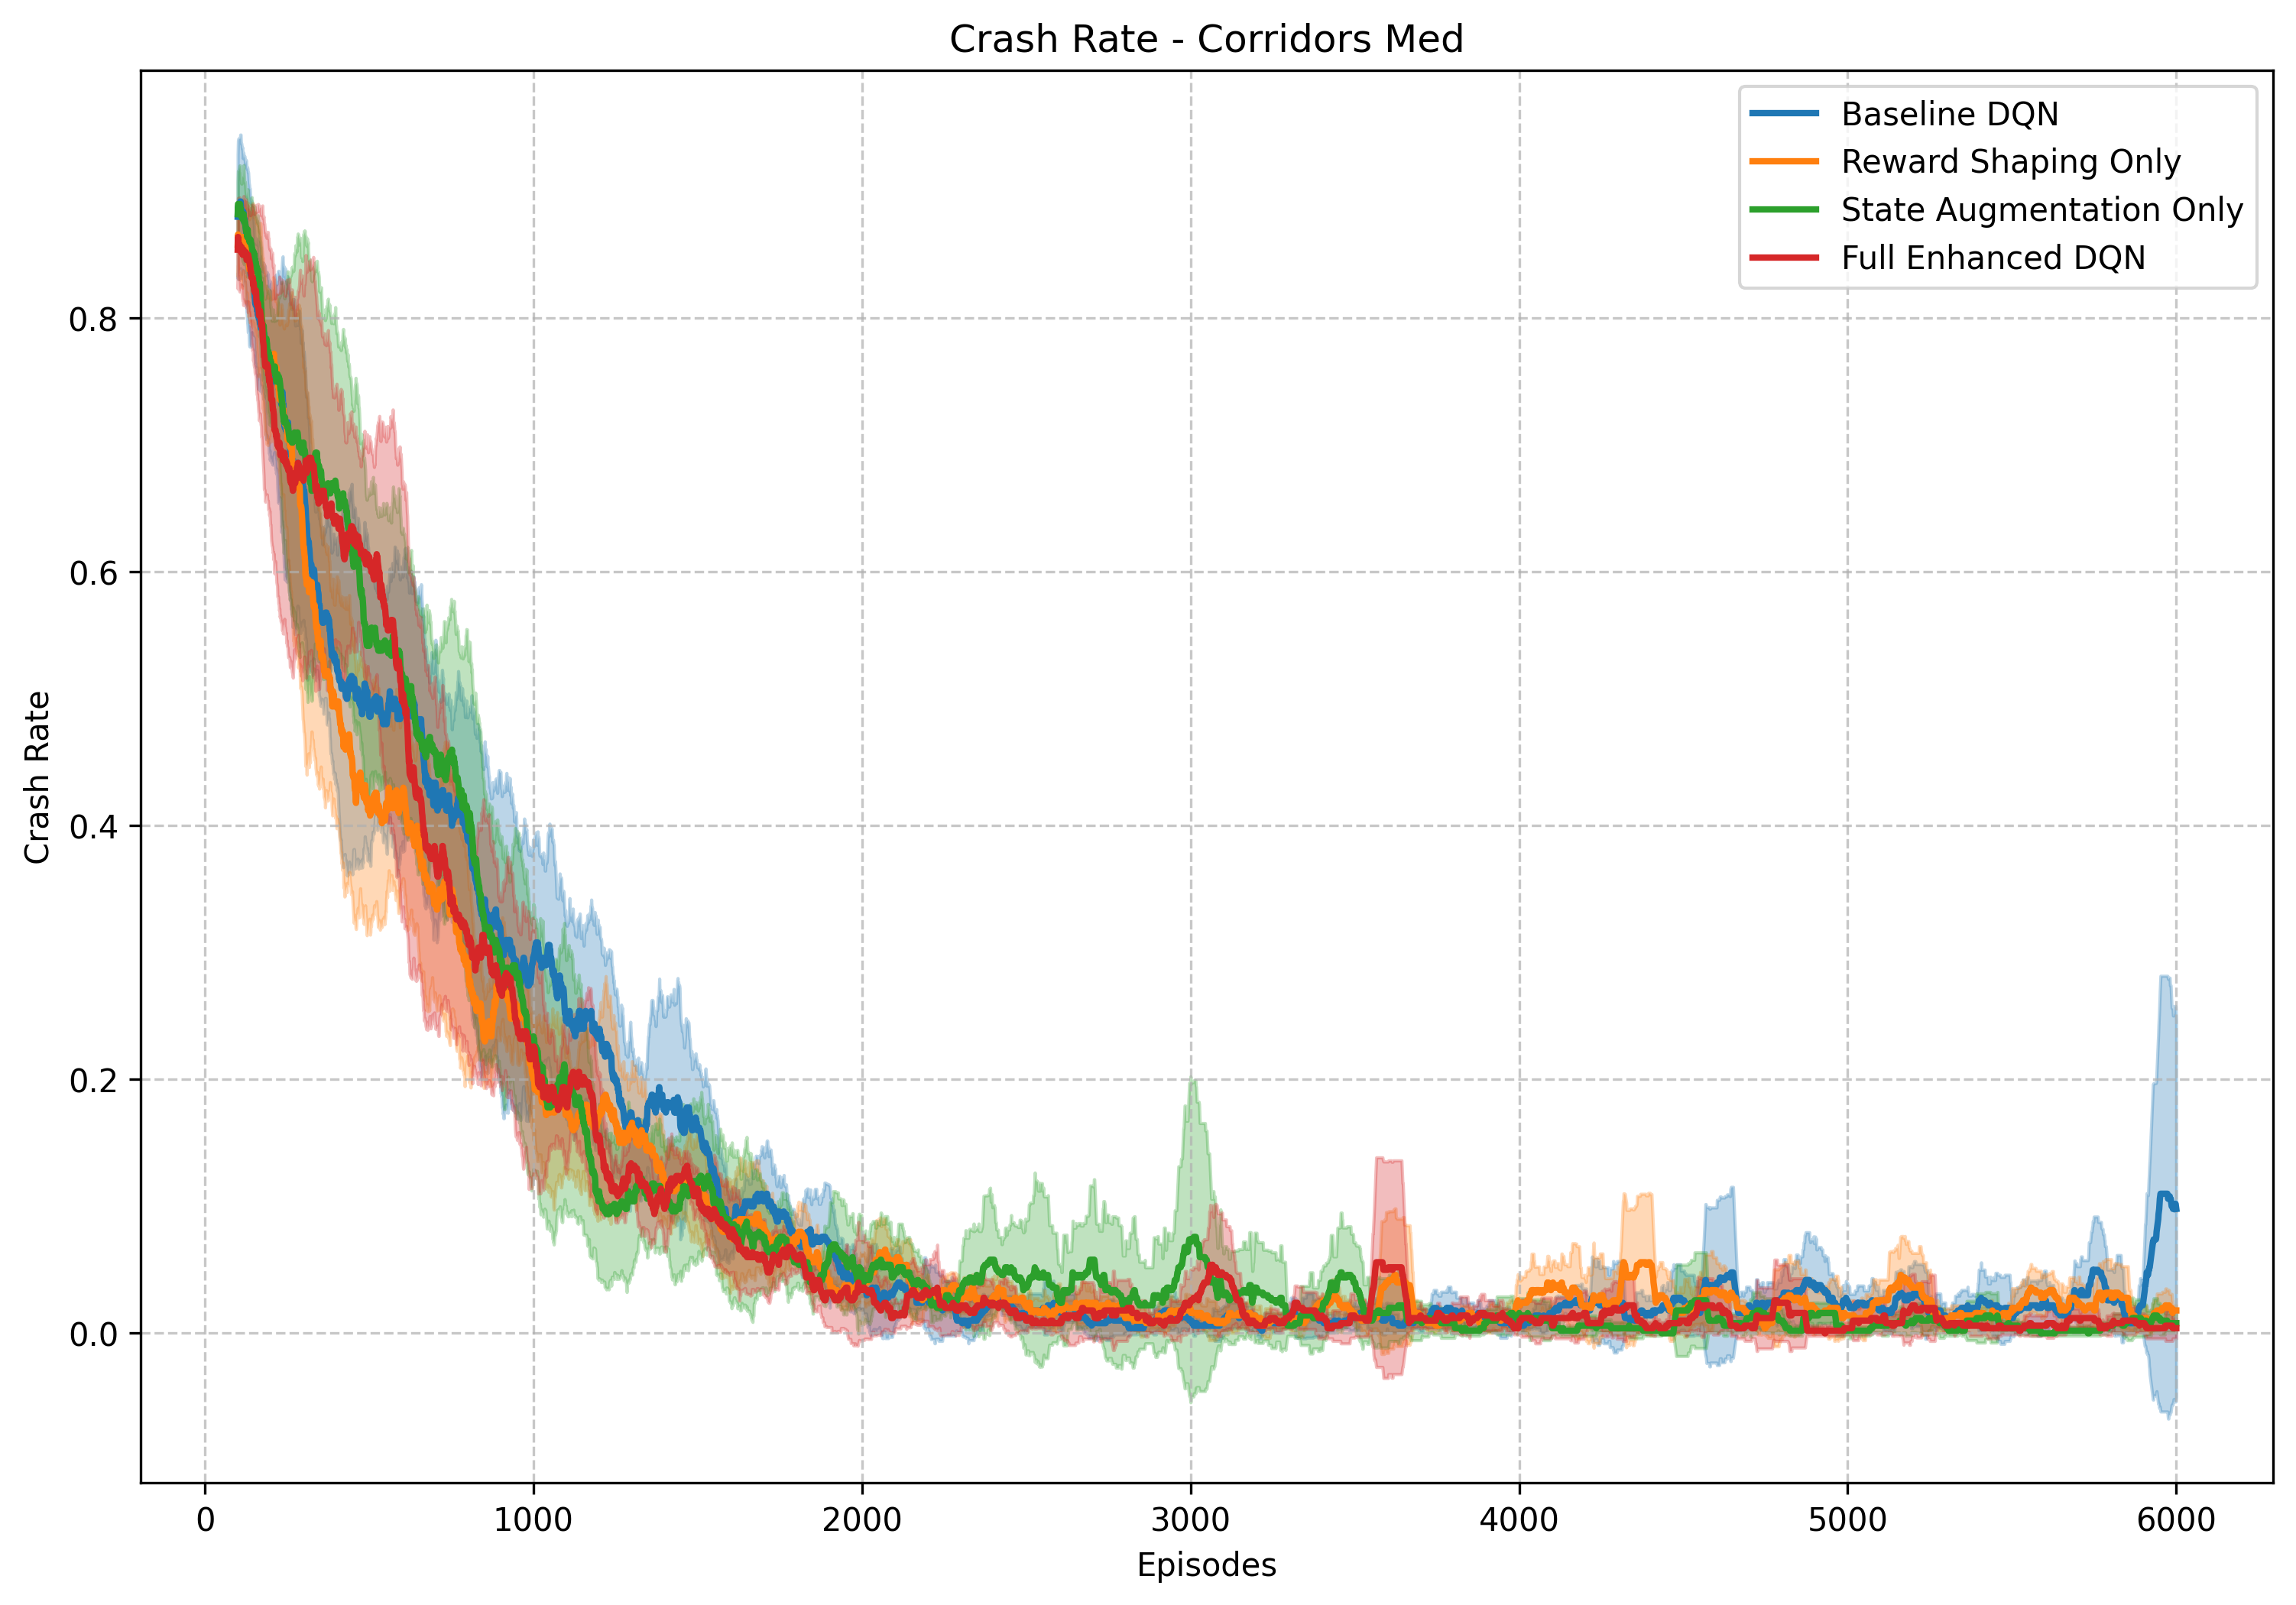 Crash Rate - Corridors Med
Baseline DQN
Reward Shaping Only
State Augmentation Only
Full Enhanced DQN
Crash Rate
0.8
0.6
0.4
0.2
0.0
0
1000
2000
3000
4000
5000
6000
Episodes